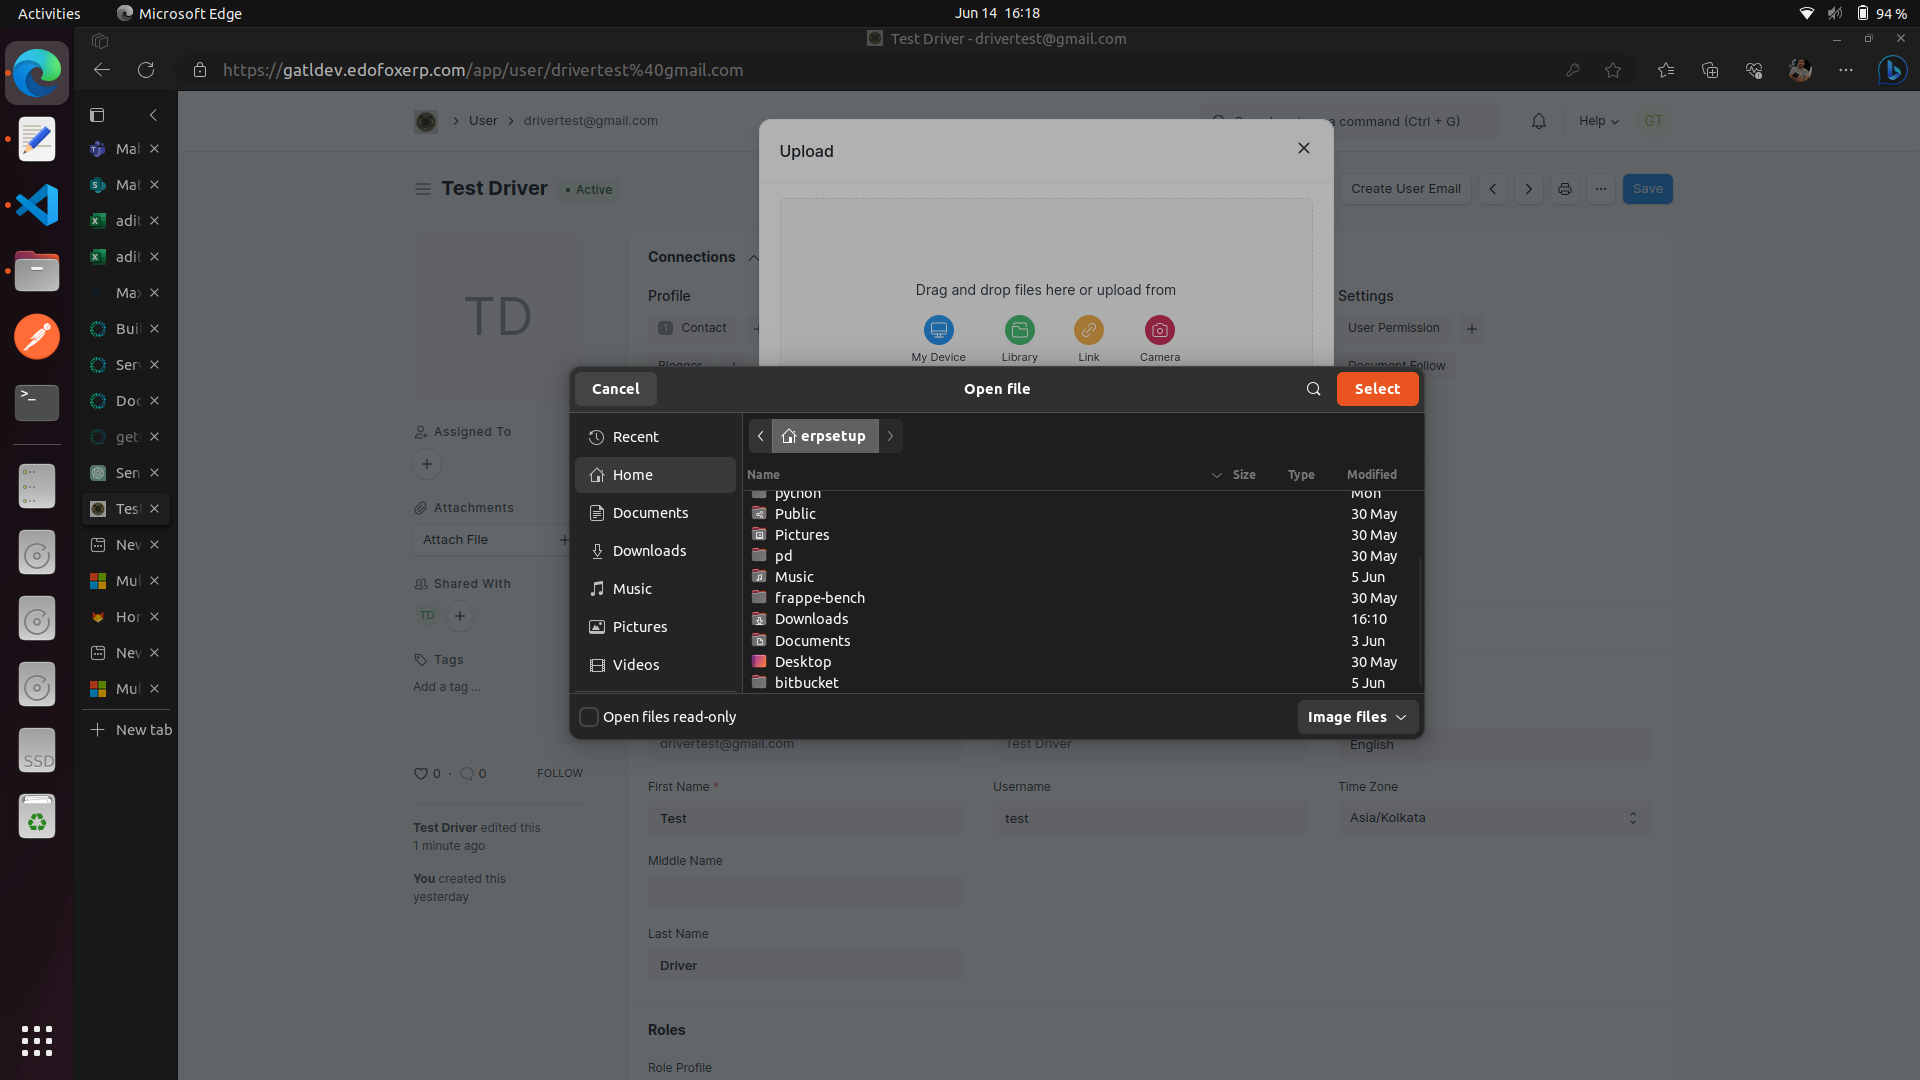 Activities
Microsoft Edge
Jun 14 16:18
94 %
Test Driver - drivertest@gmail.com
https://gatldev.edofoxerp.com/app/user/drivertest%40gmail.com
Mal
Mal
adit
adit
Max
Buil
Serv
Doc
geti
Sen
Test
New
Mul
Hor
New
Mul
New tab
SSD
User
drivertest@gmail.com
a command (Ctrl + G)
Help
GT
Test Driver
Active
Create User Email
Save
TD
Assigned To
Attachments
Attach File
Shared With
TD
Tags
Add a tag ...
0 · 0
FOLLOW
Test Driver edited this
1 minute ago
You created this
yesterday
Connections
Profile
1 Contact
Blogger
Settings
User Permission
Document Follow
Upload
Drag and drop files here or upload from
My Device
Library
Link
Camera
Cancel
Open file
Select
Recent
Home
Documents
Downloads
Music
Pictures
Videos
erpsetup
Name Size Type Modified
python Mon
Public 30 May
Pictures 30 May
pd 30 May
Music 5 Jun
frappe-bench 30 May
Downloads 16:10
Documents 3 Jun
Desktop 30 May
bitbucket 5 Jun
Open files read-only
Image files
drivertest@gmail.com
Test Driver
English
First Name *
Test
Username
test
Time Zone
Asia/Kolkata
Middle Name
Last Name
Driver
Roles
Role Profile